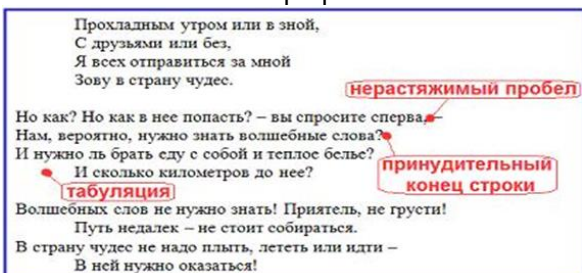 Прохладным утром или в зной,
С друзьями или без,
Я всех отправиться за мной
Зову в страну чудес.
нерастяжимый пробел
Но как? Но как в нее попасть? – вы спросите сперва, –
Нам, вероятно, нужно знать волшебные слова?
И нужно ль брать еду с собой и теплое белье?
принудительный
конец строки
И сколько километров до нее?
табуляция
Волшебных слов не нужно знать! Приятель, не грусти!
Путь недалек – не стоит собираться.
В страну чудес не надо плыть, лететь или идти –
В ней нужно оказаться!